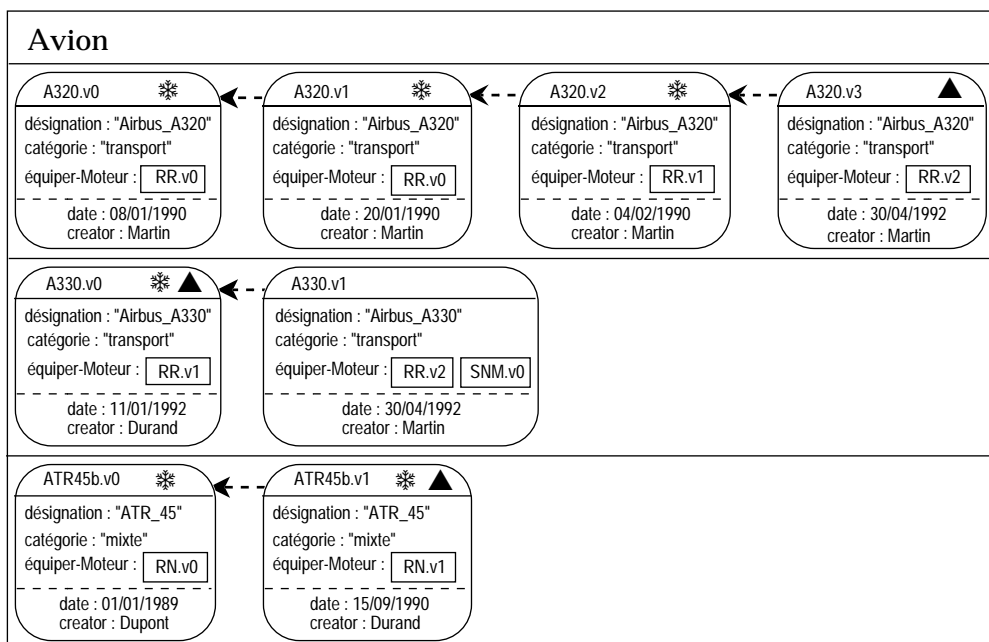 Avion
A320.v0
désignation : "Airbus_A320"
catégorie : "transport"
équiper-Moteur : RR.v0
date : 08/01/1990
creator : Martin
A320.v1
désignation : "Airbus_A320"
catégorie : "transport"
équiper-Moteur : RR.v0
date : 20/01/1990
creator : Martin
A320.v2
désignation : "Airbus_A320"
catégorie : "transport"
équiper-Moteur : RR.v1
date : 04/02/1990
creator : Martin
A320.v3
désignation : "Airbus_A320"
catégorie : "transport"
équiper-Moteur : RR.v2
date : 30/04/1992
creator : Martin
A330.v0
désignation : "Airbus_A330"
catégorie : "transport"
équiper-Moteur : RR.v1
date : 11/01/1992
creator : Durand
A330.v1
désignation : "Airbus_A330"
catégorie : "transport"
équiper-Moteur : RR.v2 SNM.v0
date : 30/04/1992
creator : Martin
ATR45b.v0
désignation : "ATR_45"
catégorie : "mixte"
équiper-Moteur : RN.v0
date : 01/01/1989
creator : Dupont
ATR45b.v1
désignation : "ATR_45"
catégorie : "mixte"
équiper-Moteur : RN.v1
date : 15/09/1990
creator : Durand